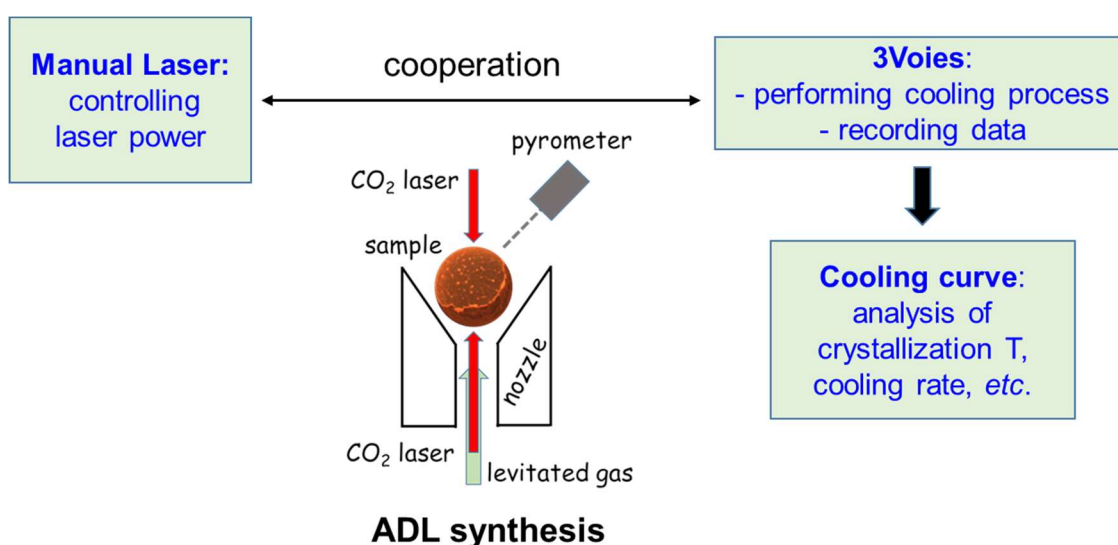 Manual Laser:
controlling
laser power
cooperation
3Voies:
- performing cooling process
- recording data
pyrometer
CO₂ laser
sample
nozzle
CO₂ laser
levitated gas
Cooling curve:
analysis of
crystallization T,
cooling rate, etc.
ADL synthesis